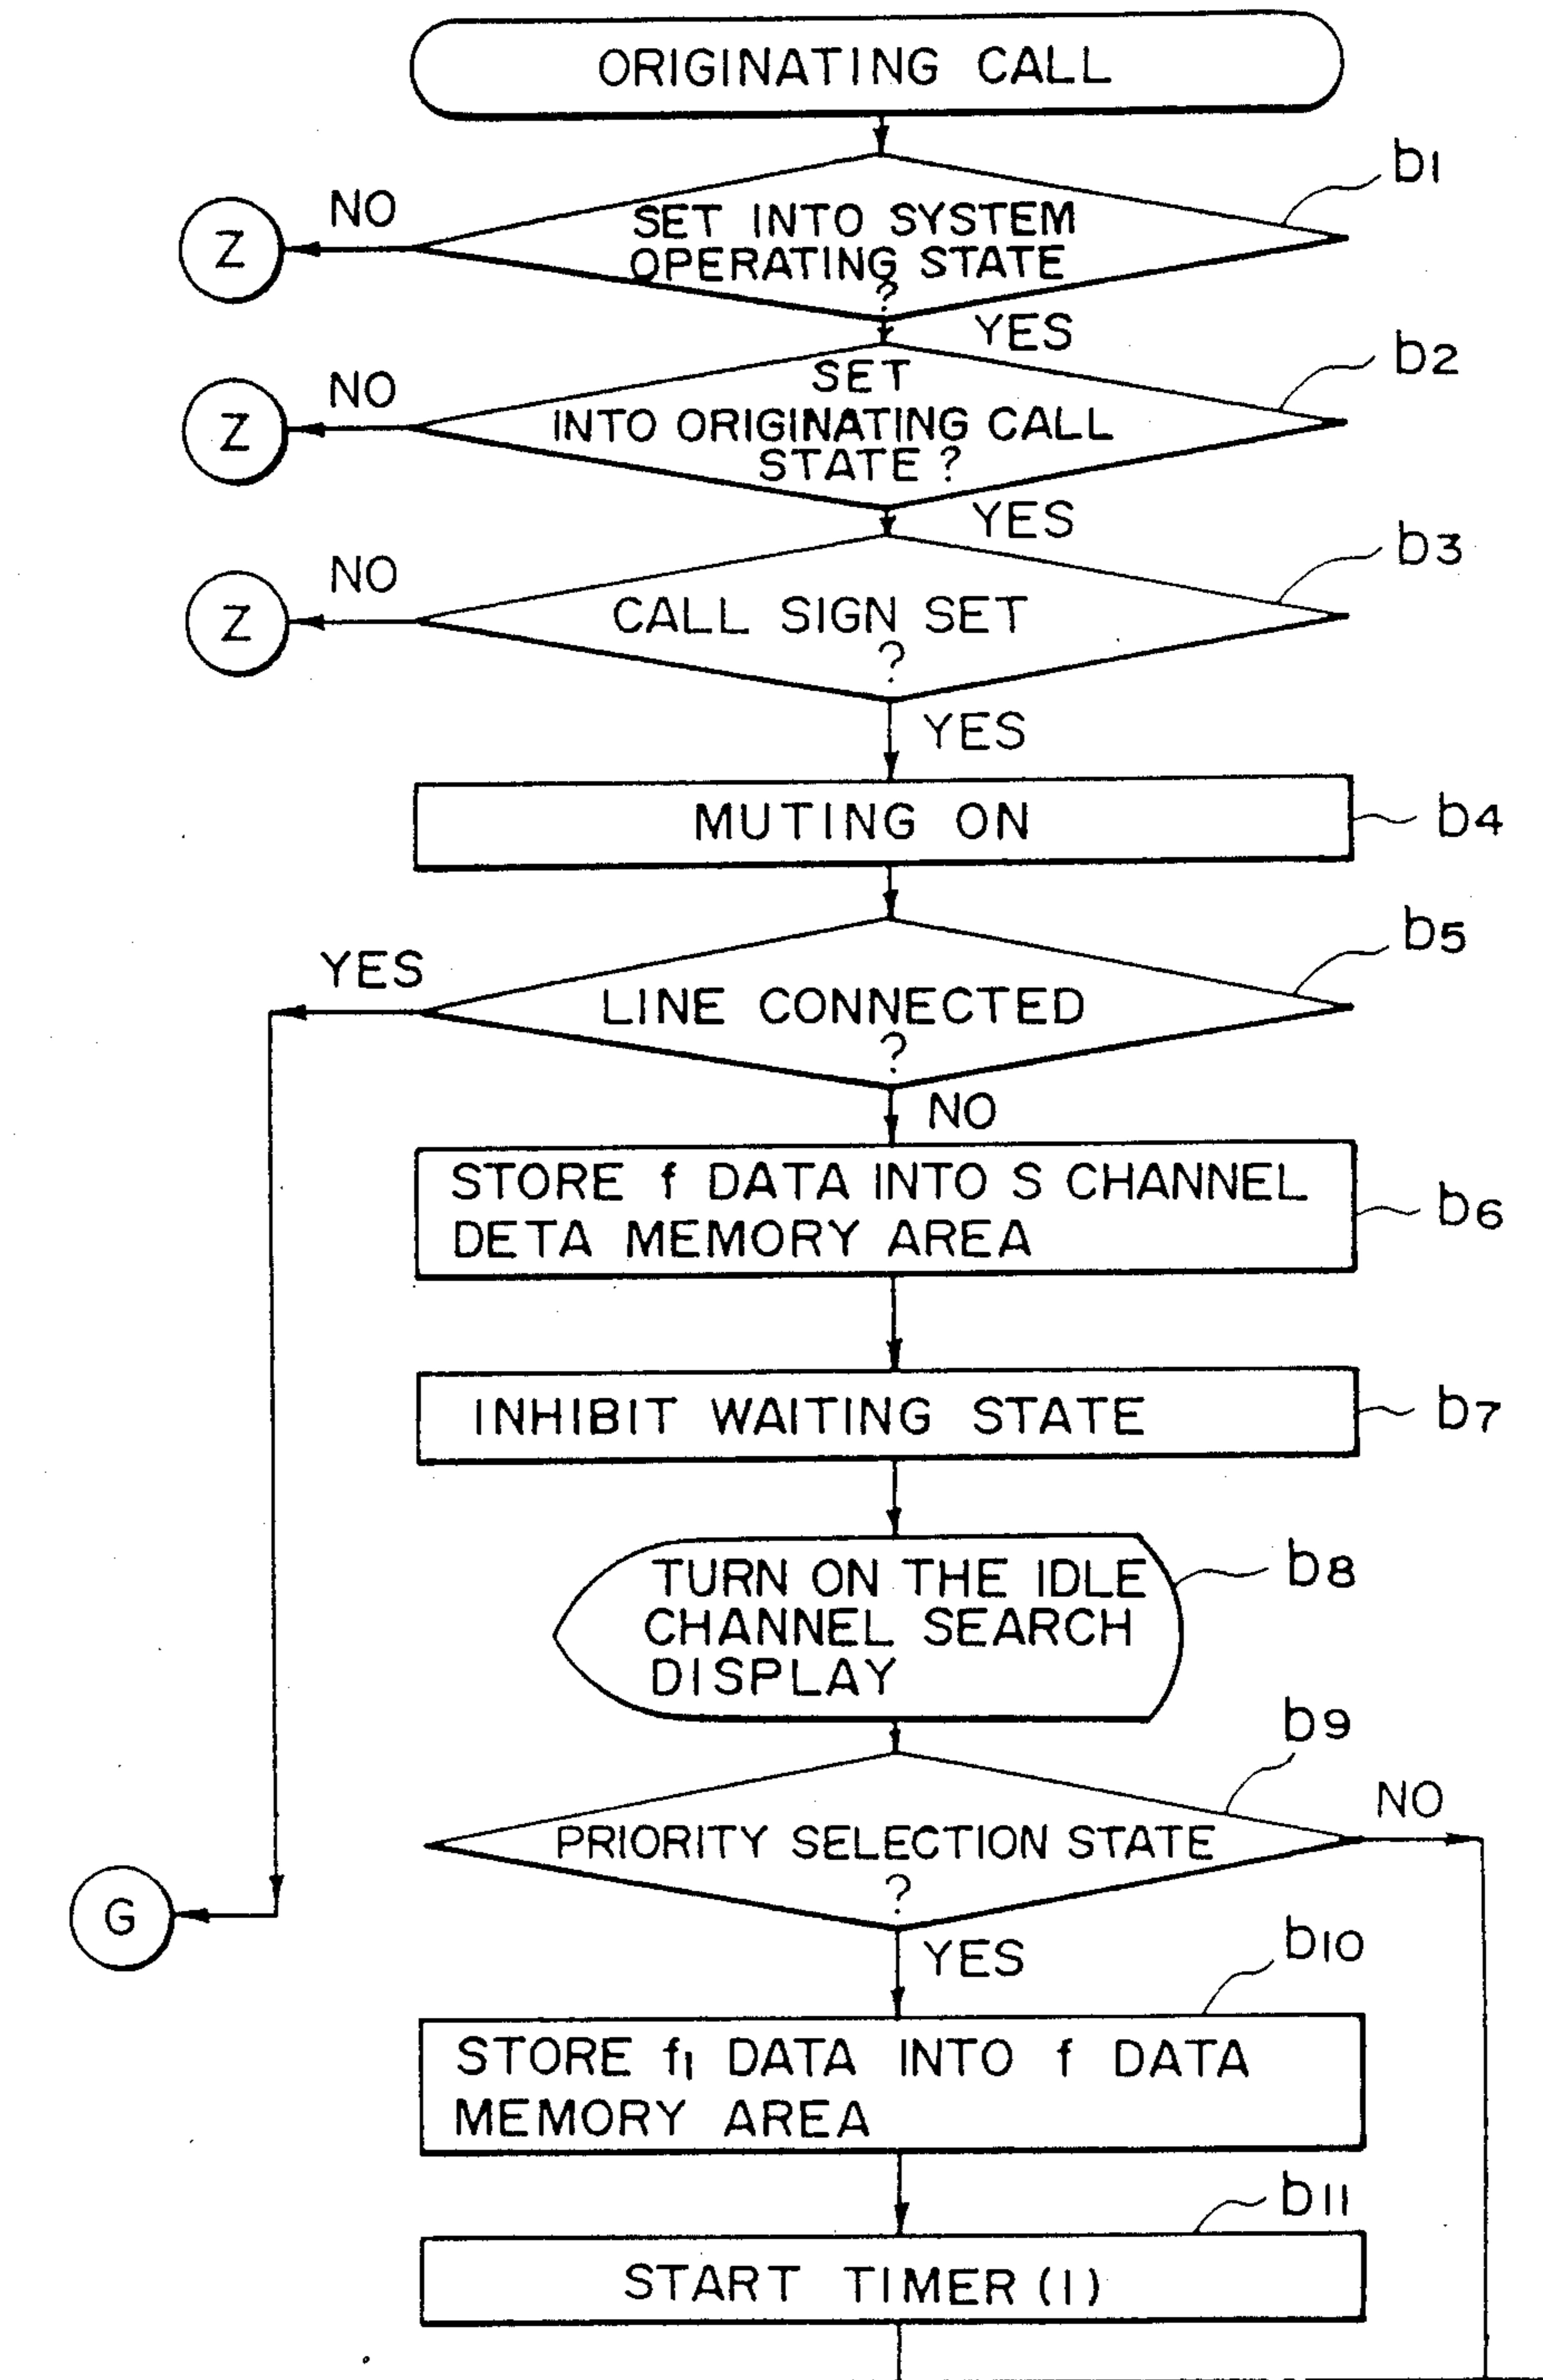 ORIGINATING CALL
b1
NO
Z
SET INTO SYSTEM
OPERATING STATE
?
YES
b2
NO
Z
SET
INTO ORIGINATING CALL
STATE ?
YES
b3
NO
Z
CALL SIGN SET
?
YES
MUTING ON
b4
b5
YES
LINE CONNECTED
?
NO
STORE f DATA INTO S CHANNEL
DETA MEMORY AREA
b6
INHIBIT WAITING STATE
b7
TURN ON THE IDLE
CHANNEL SEARCH
DISPLAY
b8
b9
NO
PRIORITY SELECTION STATE
?
G
YES
b10
STORE f1 DATA INTO f DATA
MEMORY AREA
b11
START TIMER (1)